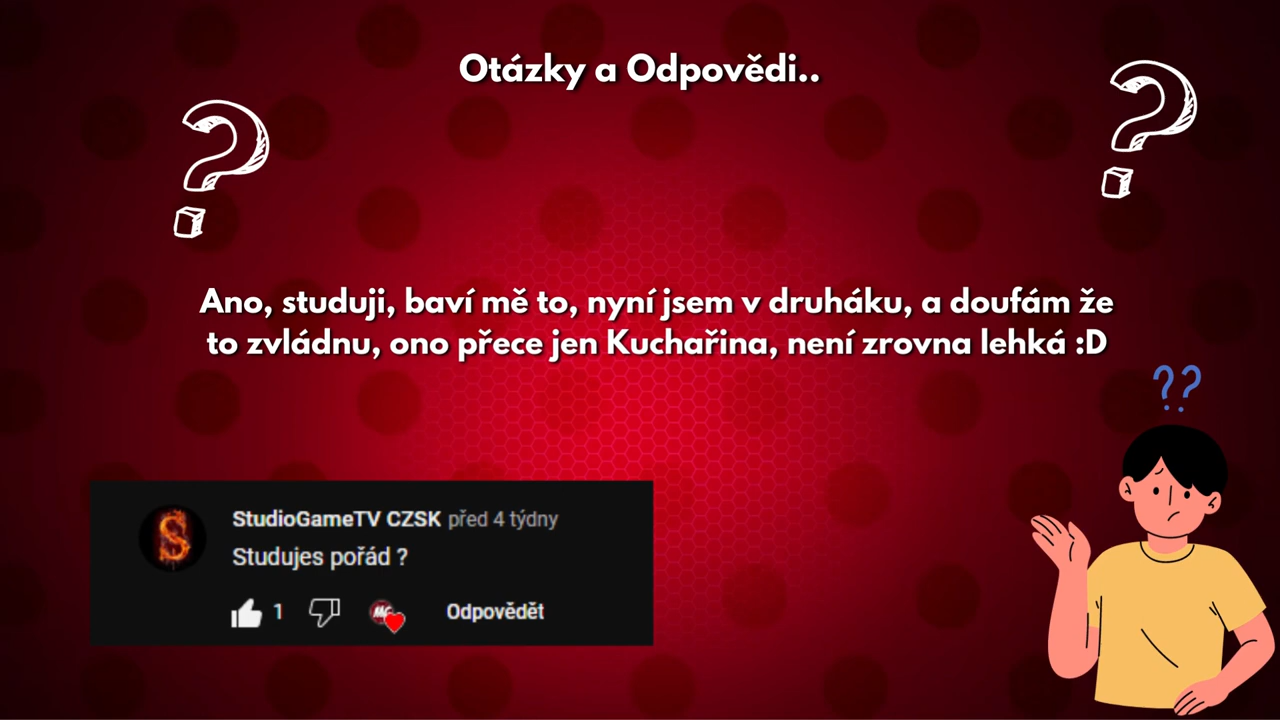 Otázky a Odpovědi..
Ano, studuji, baví mě to, nyní jsem v druháku, a doufám že
to zvládnu, ono přece jen Kuchařina, není zrovna lehká :D
??
StudioGameTV CZSK před 4 týdny
Studujes pořád ?
1
Odpovědět